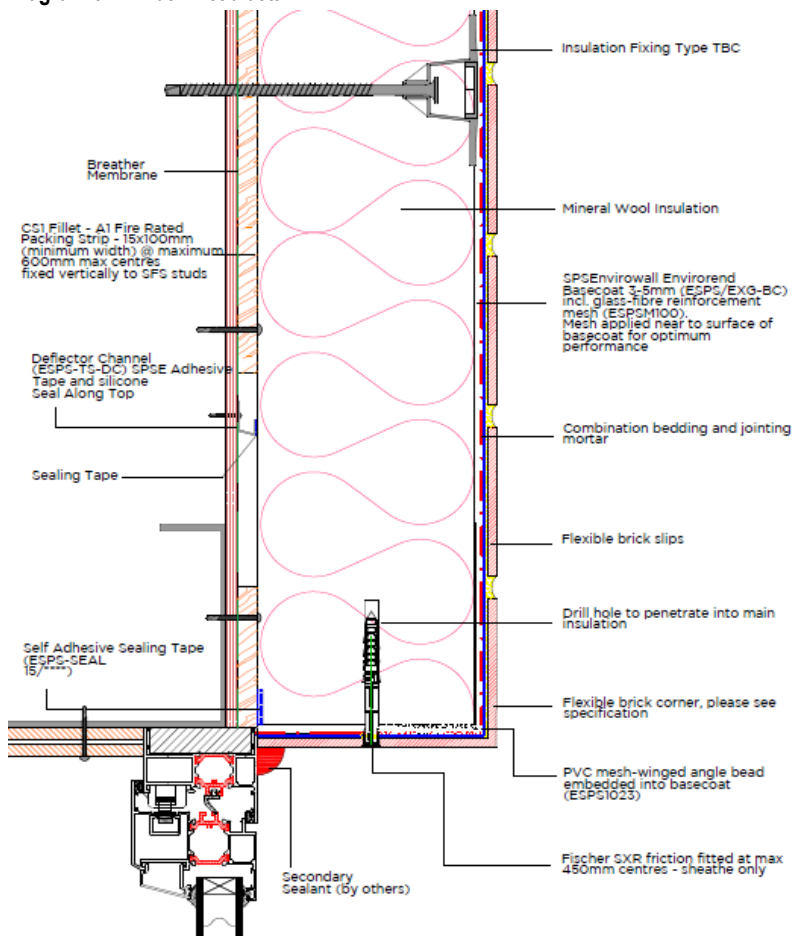 Insulation Fixing Type TBC
Breather
Membrane
Mineral Wool Insulation
CS1 Fillet - A1 Fire Rated
Packing Strip - 15x100mm
(minimum width) @ maximum
600mm max centres
fixed vertically to SFS studs
SPSEnvirowall Envirorend
Basecoat 3-5mm (ESPS/EXG-BC)
incl. glass-fibre reinforcement
mesh (ESPSM100).
Mesh applied near to surface of
basecoat for optimum
performance
Deflector Channel
(ESPS-TS-DC) SPSE Adhesive
Tape and silicone
Seal Along Top
Combination bedding and jointing
mortar
Sealing Tape
Flexible brick slips
Drill hole to penetrate into main
insulation
Self Adhesive Sealing Tape
(ESPS-SEAL
15/****)
Flexible brick corner, please see
specification
PVC mesh-winged angle bead
embedded into basecoat
(ESPS1023)
Secondary
Sealant (by others)
Fischer SXR friction fitted at max
450mm centres - sheathe only